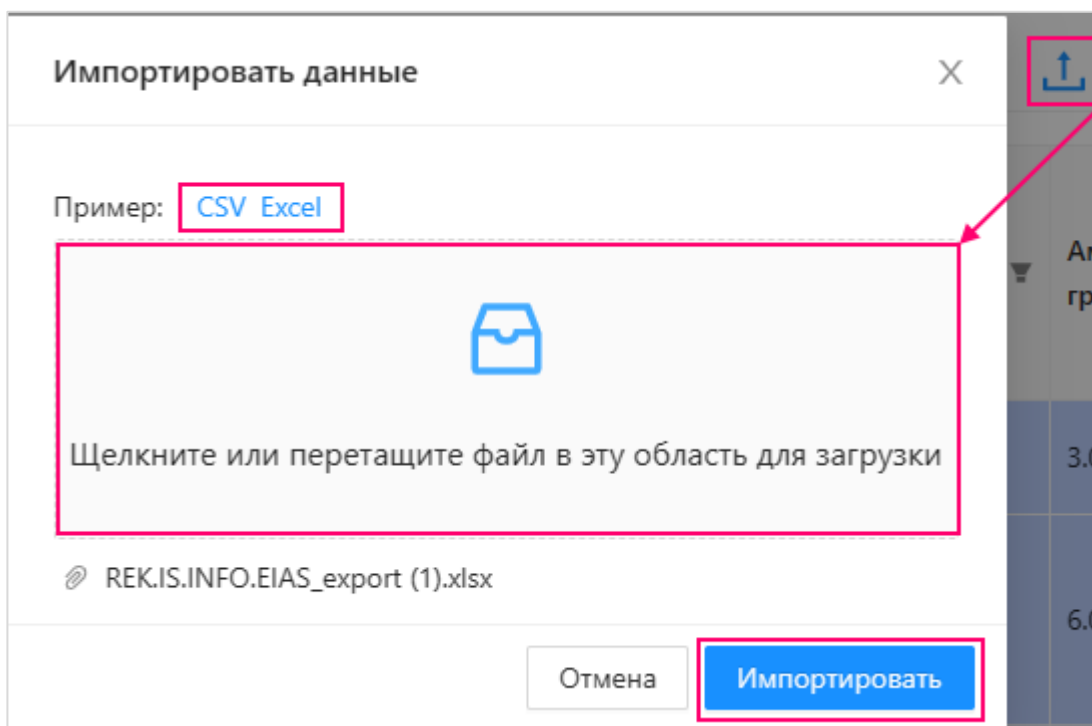 Импортировать данные
Пример: CSV Excel
Щелкните или перетащите файл в эту область для загрузки
REK.IS.INFO.EIAS_export (1).xlsx
Отмена Импортировать